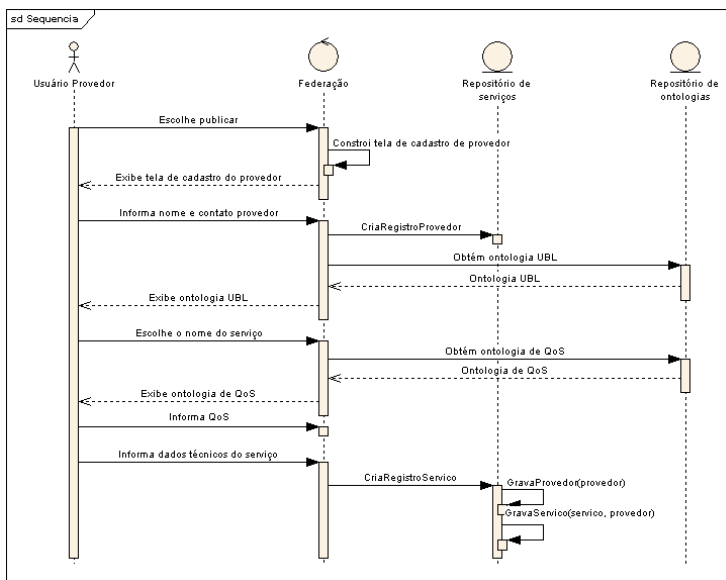 sd Sequencia
Usuário Provedor
Federação
Repositório de
serviços
Repositório de
ontologias
Escolhe publicar
Constroi tela de cadastro de provedor
Exibe tela de cadastro do provedor
Informa nome e contato provedor
CriaRegistroProvedor
Obtém ontologia UBL
Ontologia UBL
Exibe ontologia UBL
Escolhe o nome do serviço
Obtém ontologia de QoS
Ontologia de QoS
Exibe ontologia de QoS
Informa QoS
Informa dados técnicos do serviço
CriaRegistroServico
GravaProvedor(provedor)
GravaServico(servico, provedor)